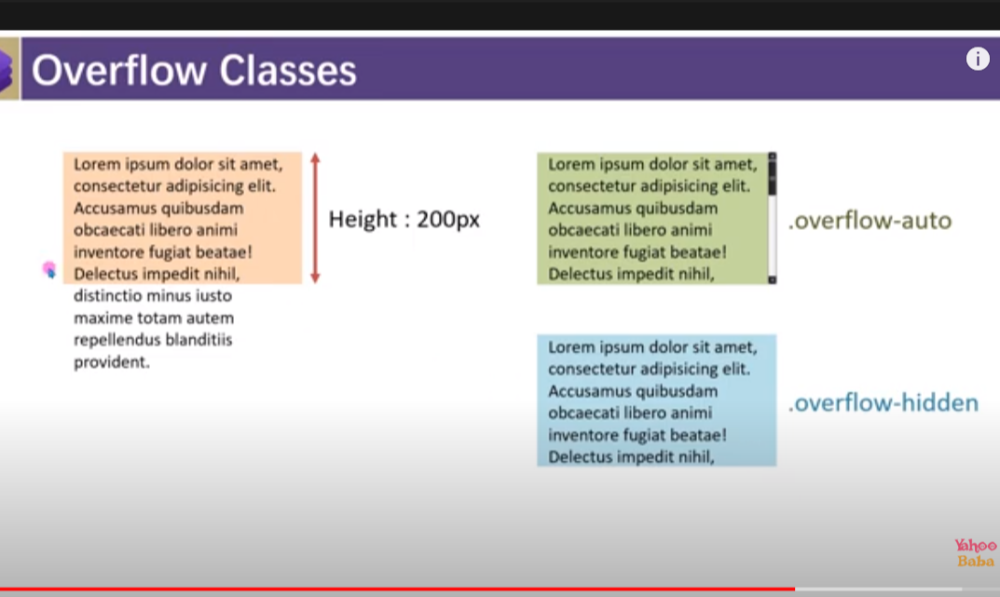 Overflow Classes
Lorem ipsum dolor sit amet,
consectetur adipisicing elit.
Accusamus quibusdam
obcaecati libero animi
inventore fugiat beatae!
Delectus impedit nihil,
distinctio minus iusto
maxime totam autem
repellendus blanditiis
provident.
Height : 200px
Lorem ipsum dolor sit amet,
consectetur adipisicing elit.
Accusamus quibusdam
obcaecati libero animi
inventore fugiat beatae!
Delectus impedit nihil,
.overflow-auto
Lorem ipsum dolor sit amet,
consectetur adipisicing elit.
Accusamus quibusdam
obcaecati libero animi
inventore fugiat beatae!
Delectus impedit nihil,
.overflow-hidden
Yahoo
Baba